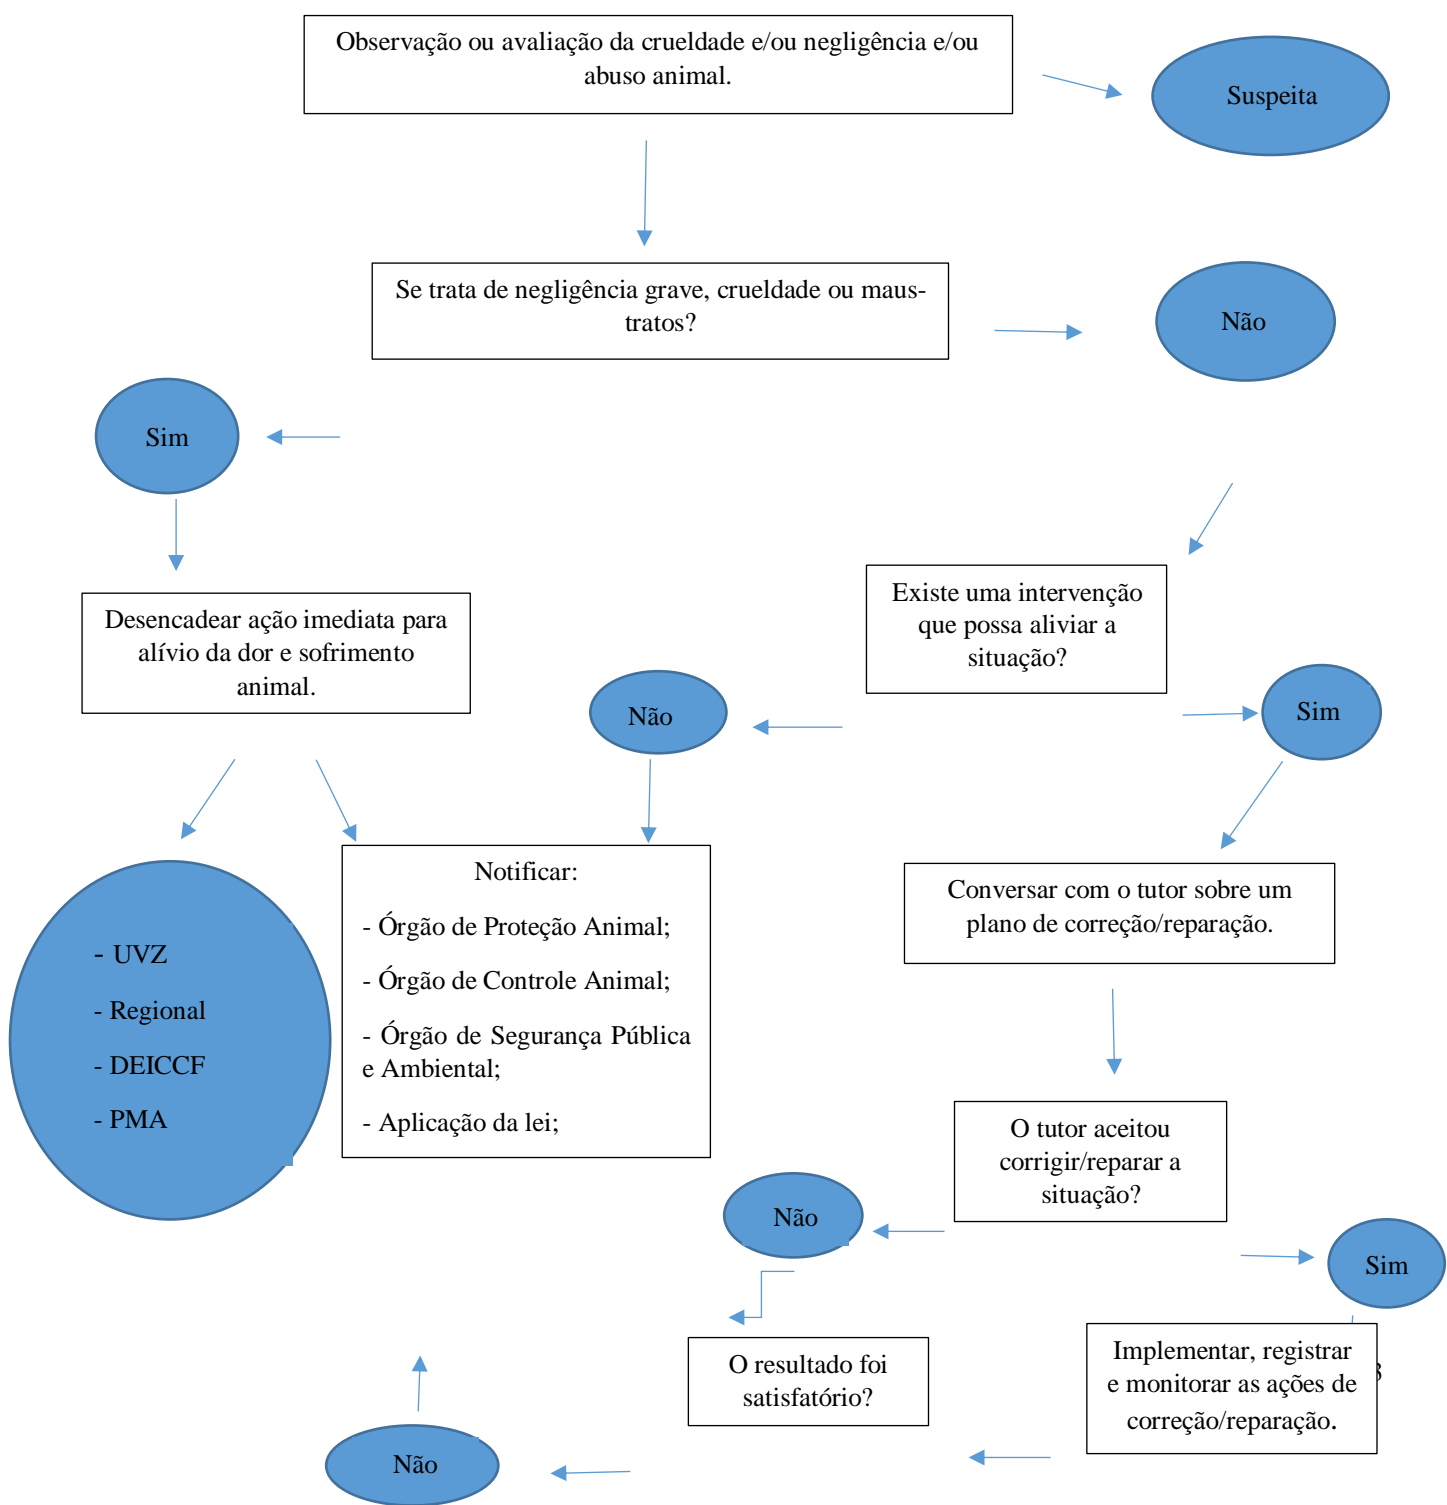 Observação ou avaliação da crueldade e/ou negligência e/ou
abuso animal.
Suspeita
Se trata de negligência grave, crueldade ou maus-
tratos?
Não
Sim
Desencadear ação imediata para
alívio da dor e sofrimento
animal.
Existe uma intervenção
que possa aliviar a
situação?
Não
Sim
Notificar:
- Órgão de Proteção Animal;
- Órgão de Controle Animal;
- Órgão de Segurança Pública
e Ambiental;
- Aplicação da lei;
- UVZ
- Regional
- DEICCF
- PMA
Conversar com o tutor sobre um
plano de correção/reparação.
O tutor aceitou
corrigir/reparar a
situação?
Não
Sim
O resultado foi
satisfatório?
Implementar, registrar
e monitorar as ações de
correção/reparação.
Não